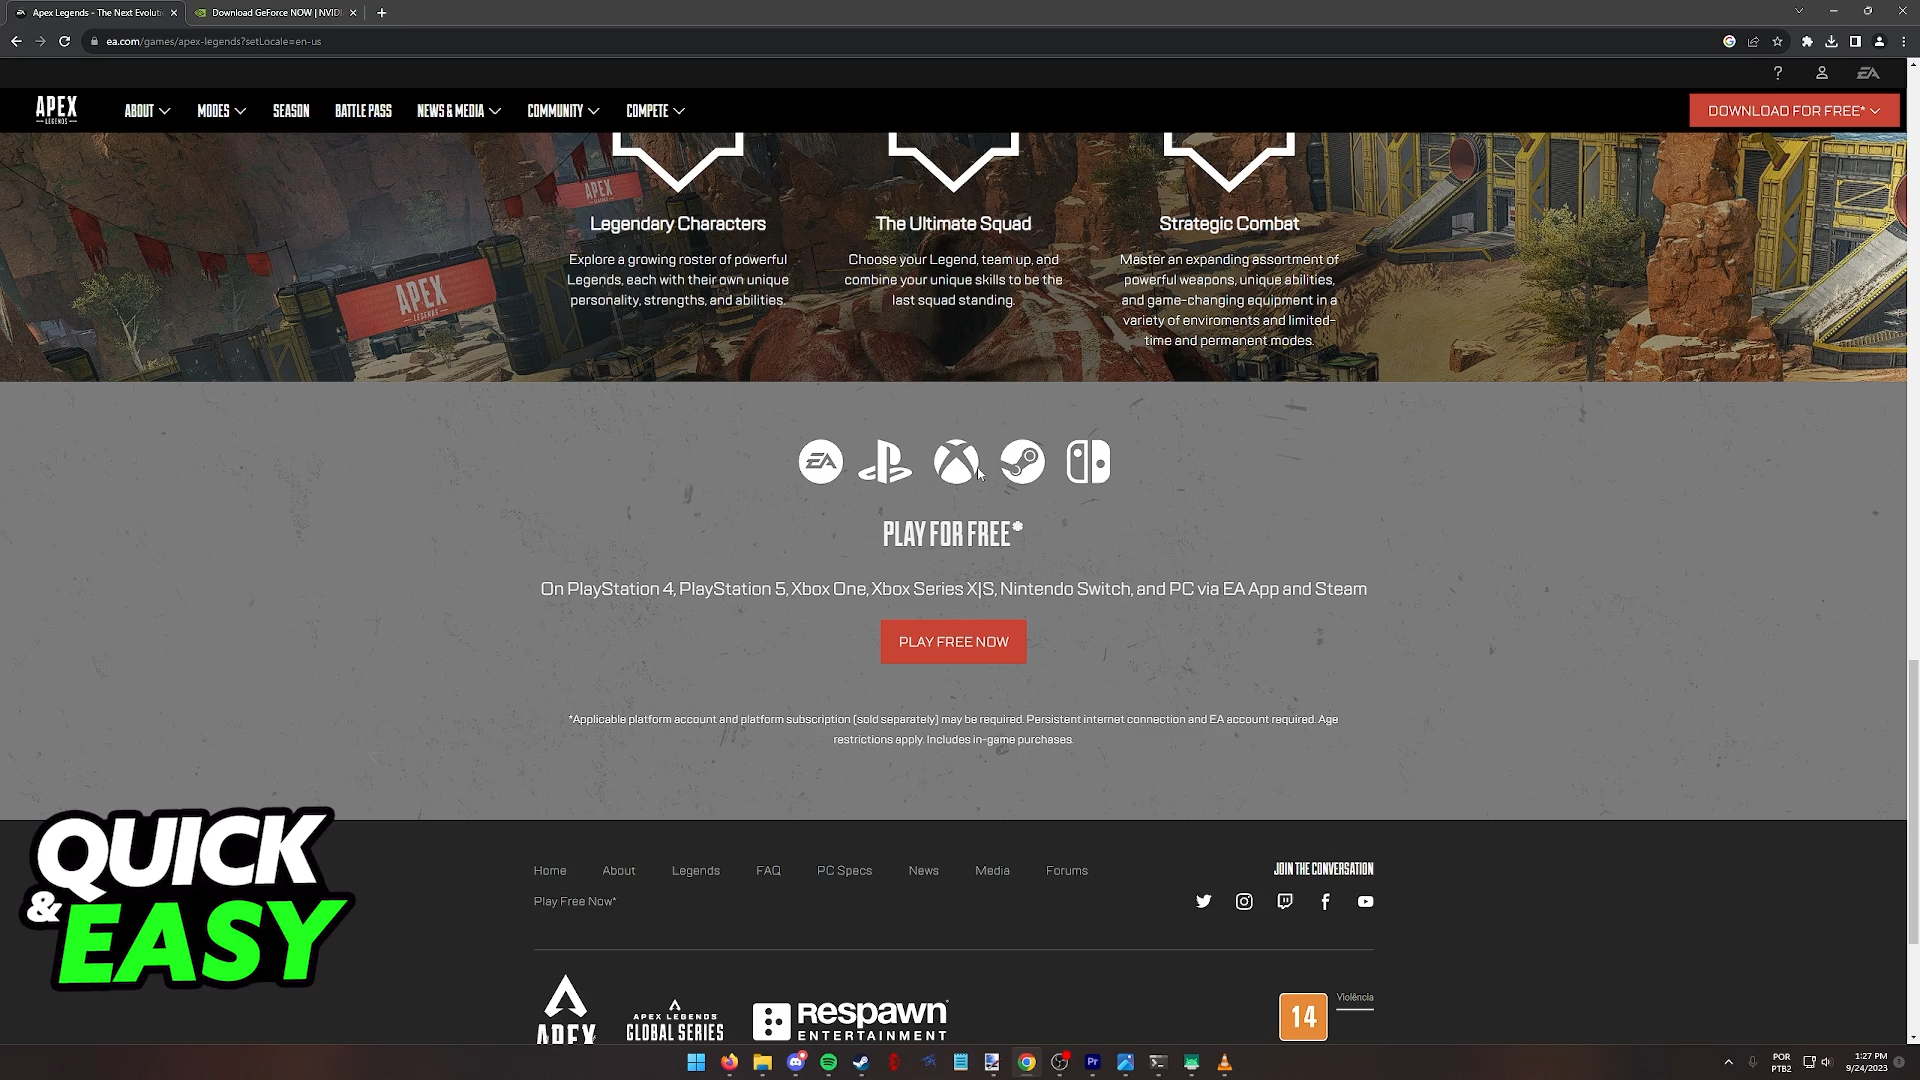 Apex Legends - The Next Evoluti
Download GeForce NOW | NVIDI
ea.com/games/apex-legends?setLocale=en-us
APEX
LEGENDS
ABOUT
MODES
SEASON
BATTLE PASS
NEWS & MEDIA
COMMUNITY
COMPETE
DOWNLOAD FOR FREE*
APEX
APEX
LEGENDS
Legendary Characters
Explore a growing roster of powerful
Legends, each with their own unique
personality, strengths, and abilities.
The Ultimate Squad
Choose your Legend, team up, and
combine your unique skills to be the
last squad standing.
Strategic Combat
Master an expanding assortment of
powerful weapons, unique abilities,
and game-changing equipment in a
variety of enviroments and limited-
time and permanent modes.
EA
PLAY FOR FREE*
On PlayStation 4, PlayStation 5, Xbox One, Xbox Series X|S, Nintendo Switch, and PC via EA App and Steam
PLAY FREE NOW
*Applicable platform account and platform subscription (sold separately) may be required. Persistent internet connection and EA account required. Age
restrictions apply. Includes in-game purchases.
QUICK
& EASY
Home About Legends FAQ PC Specs News Media Forums
Play Free Now*
JOIN THE CONVERSATION
APEX
APEX LEGENDS
GLOBAL SERIES
Respawn
ENTERTAINMENT
14
Violência
POR
PTB2
1:27 PM
9/24/2023